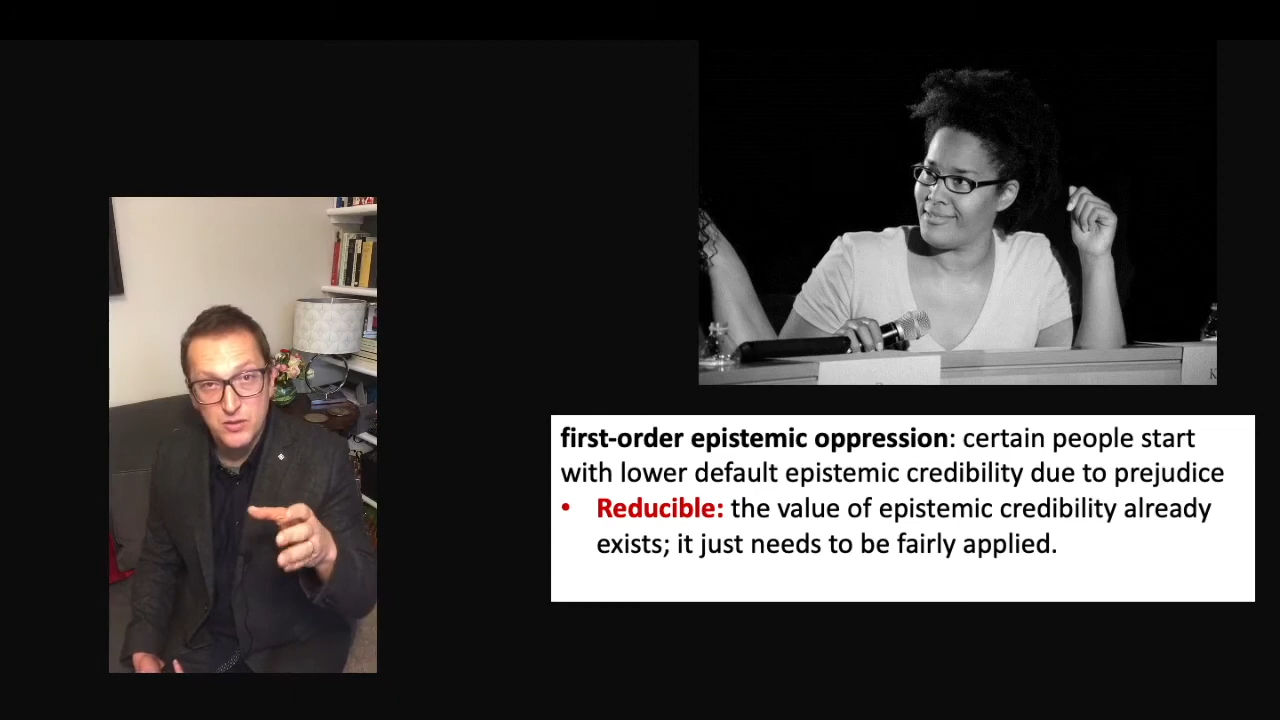 first-order epistemic oppression: certain people start
with lower default epistemic credibility due to prejudice
• Reducible: the value of epistemic credibility already
exists; it just needs to be fairly applied.